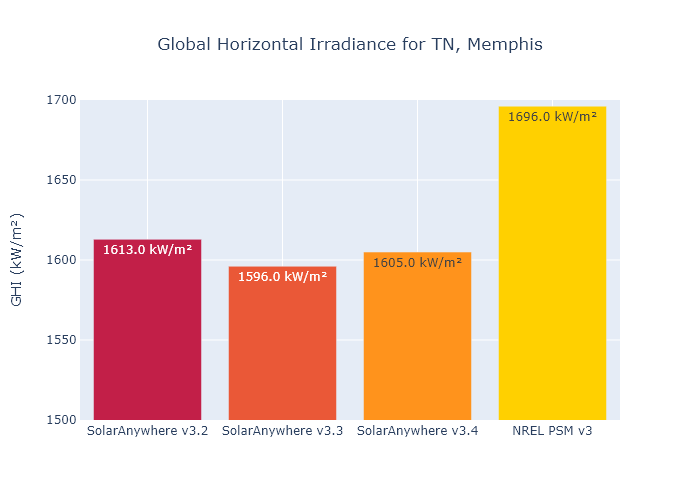 Global Horizontal Irradiance for TN, Memphis
GHI (kW/m²)
1700
1650
1600
1550
1500
1613.0 kW/m²
1596.0 kW/m²
1605.0 kW/m²
1696.0 kW/m²
SolarAnywhere v3.2
SolarAnywhere v3.3
SolarAnywhere v3.4
NREL PSM v3